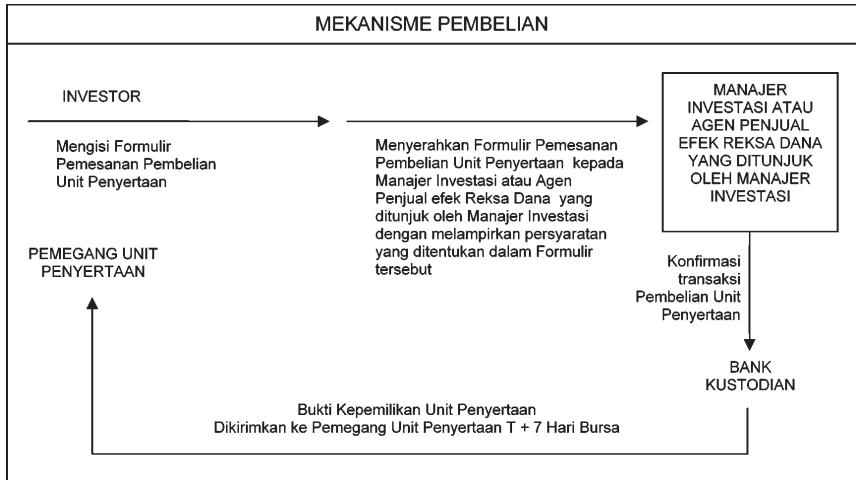 MEKANISME PEMBELIAN
INVESTOR
Mengisi Formulir
Pemesanan Pembelian
Unit Penyertaan
Menyerahkan Formulir Pemesanan
Pembelian Unit Penyertaan kepada
Manajer Investasi atau Agen
Penjual efek Reksa Dana yang
ditunjuk oleh Manajer Investasi
dengan melampirkan persyaratan
yang ditentukan dalam Formulir
tersebut
MANAJER
INVESTASI ATAU
AGEN PENJUAL
EFEK REKSA DANA
YANG DITUNJUK
OLEH MANAJER
INVESTASI
Konfirmasi
transaksi
Pembelian Unit
Penyertaan
BANK
KUSTODIAN
Bukti Kepemilikan Unit Penyertaan
Dikirimkan ke Pemegang Unit Penyertaan T + 7 Hari Bursa
PEMEGANG UNIT
PENYERTAAN